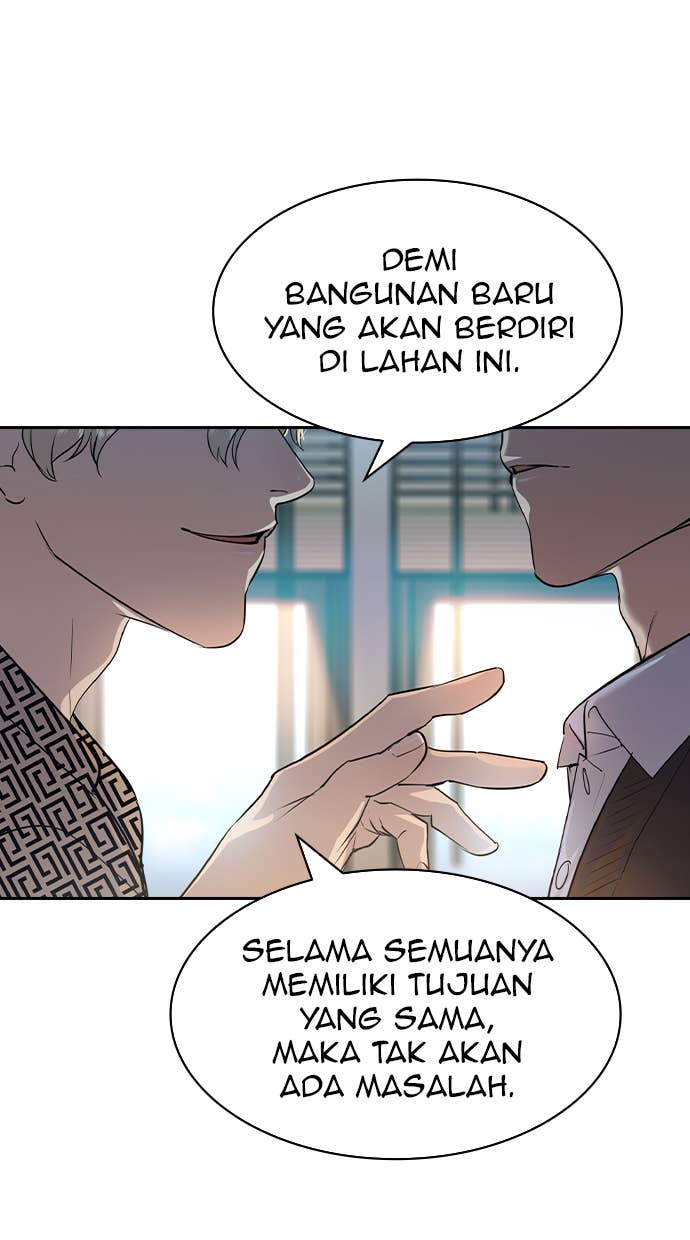 DEMI
BANGUNAN BARU
YANG AKAN BERDIRI
DI LAHAN INI.
SELAMA SEMUANYA
MEMILIKI TUJUAN
YANG SAMA,
MAKA TAK AKAN
ADA MASALAH.